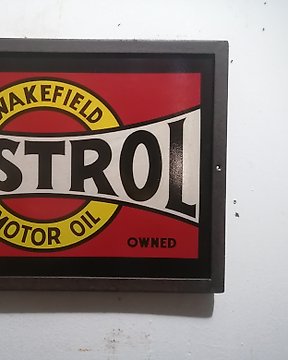 WAKEFIELD
STROL
MOTOR OIL
OWNED